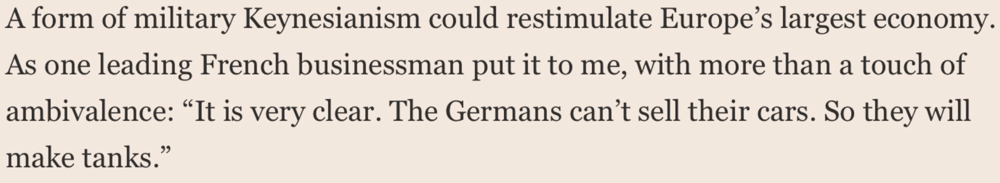 A form of military Keynesianism could restimulate Europe’s largest economy.
As one leading French businessman put it to me, with more than a touch of
ambivalence: “It is very clear. The Germans can’t sell their cars. So they will
make tanks.”